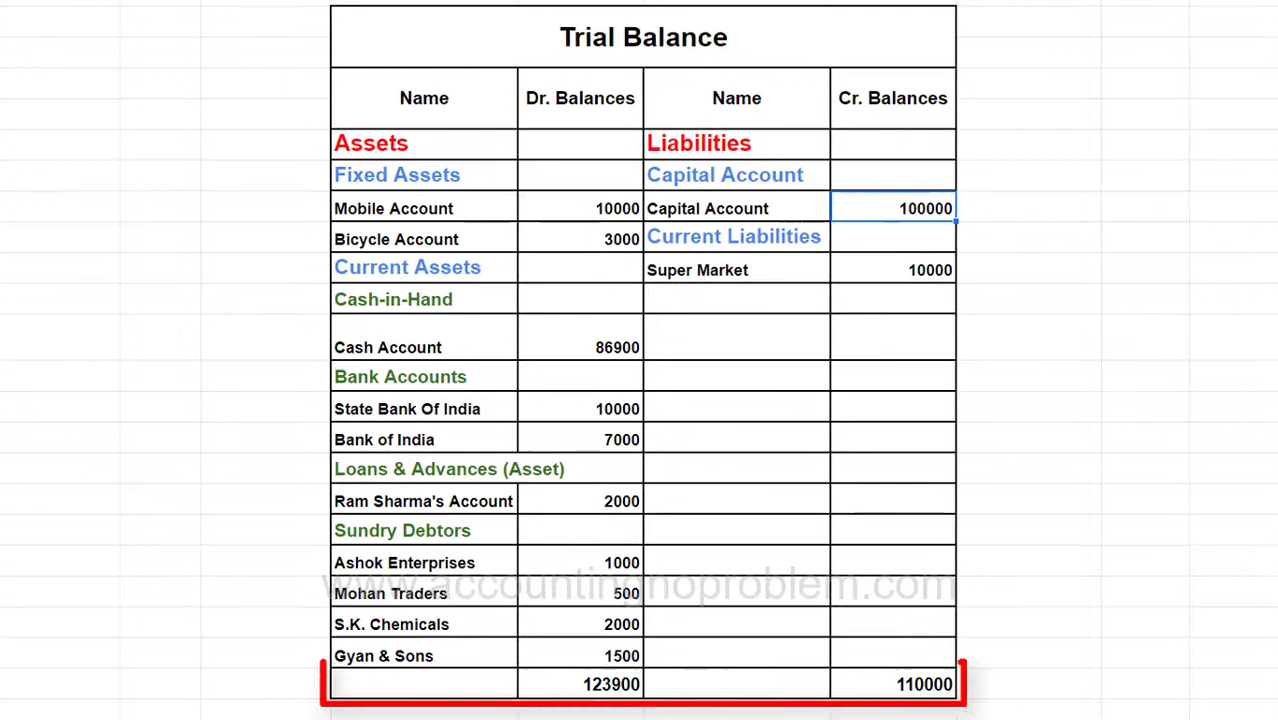 Trial Balance
Name Dr. Balances Name Cr. Balances
Assets Liabilities
Fixed Assets Capital Account
Mobile Account 10000 Capital Account 100000
Bicycle Account 3000 Current Liabilities
Current Assets Super Market 10000
Cash-in-Hand
Cash Account 86900
Bank Accounts
State Bank Of India 10000
Bank of India 7000
Loans & Advances (Asset)
Ram Sharma's Account 2000
Sundry Debtors
Ashok Enterprises 1000
www.accountingnoproblem.com
Mohan Traders 500
S.K. Chemicals 2000
Gyan & Sons 1500
123900 110000